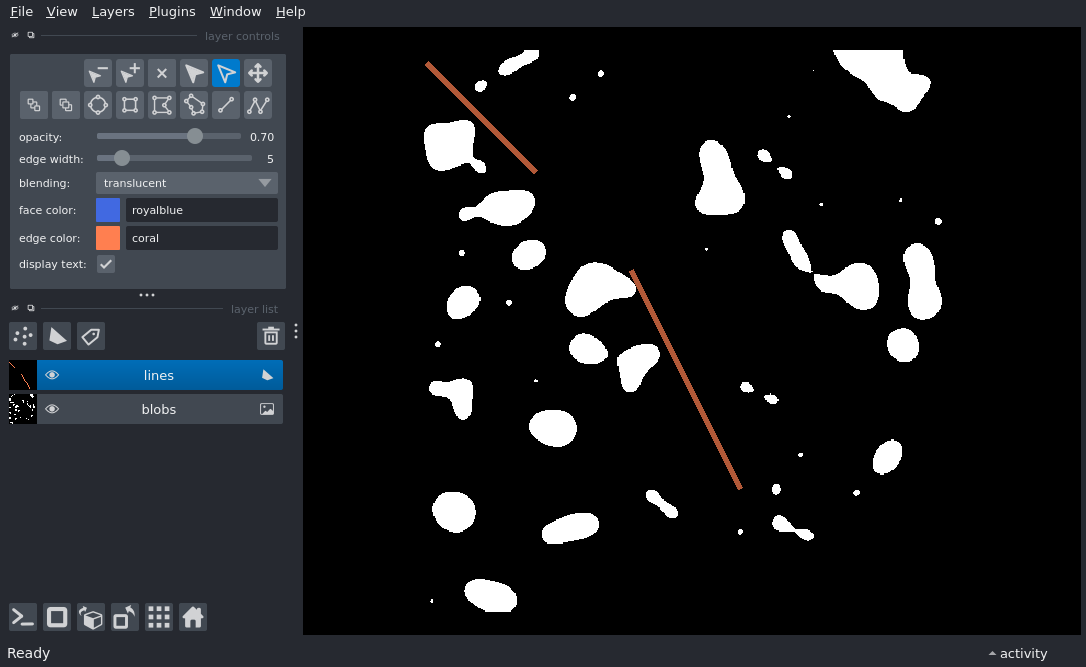 File View Layers Plugins Window Help
layer controls
opacity: 0.70
edge width: 5
blending: translucent
face color: royalblue
edge color: coral
display text:
layer list
lines
blobs
Ready
activity